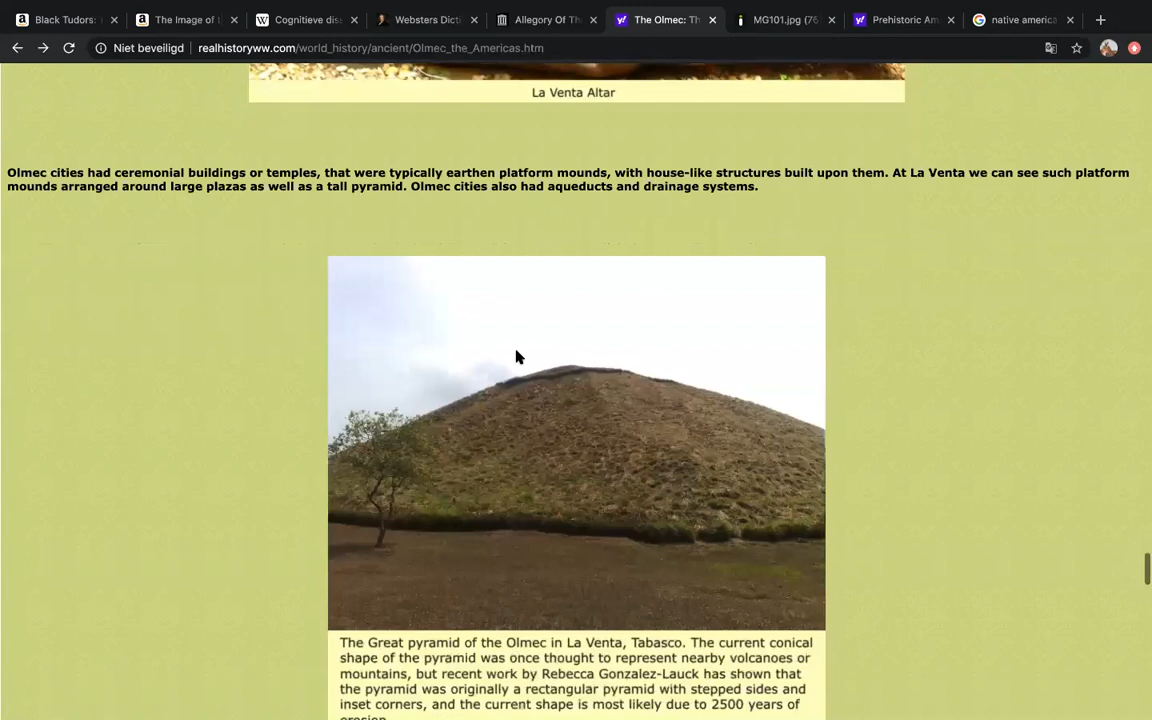 Black Tudors:
The Image of
Cognitieve dis
Websters Dicti
Allegory Of Th
The Olmec: Th
MG101.jpg (76
Prehistoric Am
native america
Niet beveiligd
realhistoryww.com/world_history/ancient/Olmec_the_Americas.htm
La Venta Altar
Olmec cities had ceremonial buildings or temples, that were typically earthen platform mounds, with house-like structures built upon them. At La Venta we can see such platform
mounds arranged around large plazas as well as a tall pyramid. Olmec cities also had aqueducts and drainage systems.
The Great pyramid of the Olmec in La Venta, Tabasco. The current conical
shape of the pyramid was once thought to represent nearby volcanoes or
mountains, but recent work by Rebecca Gonzalez-Lauck has shown that
the pyramid was originally a rectangular pyramid with stepped sides and
inset corners, and the current shape is most likely due to 2500 years of
erosion.